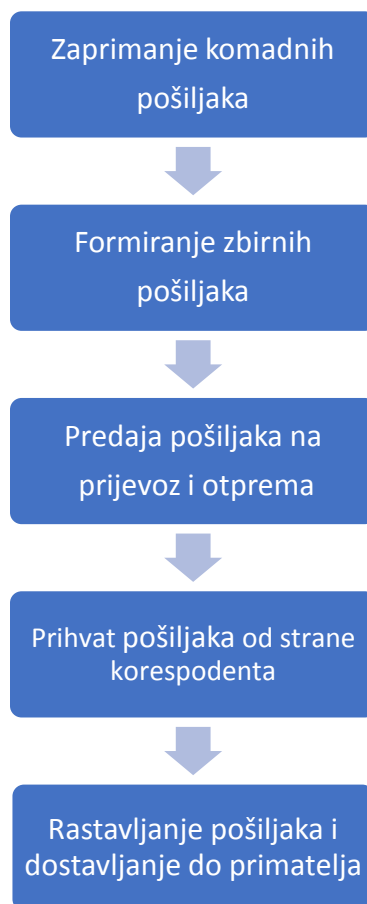 Zaprimanje komadnih
pošiljaka
Formiranje zbirnih
pošiljaka
Predaja pošiljaka na
prijevoz i otprema
Prihvat pošiljaka od strane
korespodenta
Rastavljanje pošiljaka i
dostavljanje do primatelja